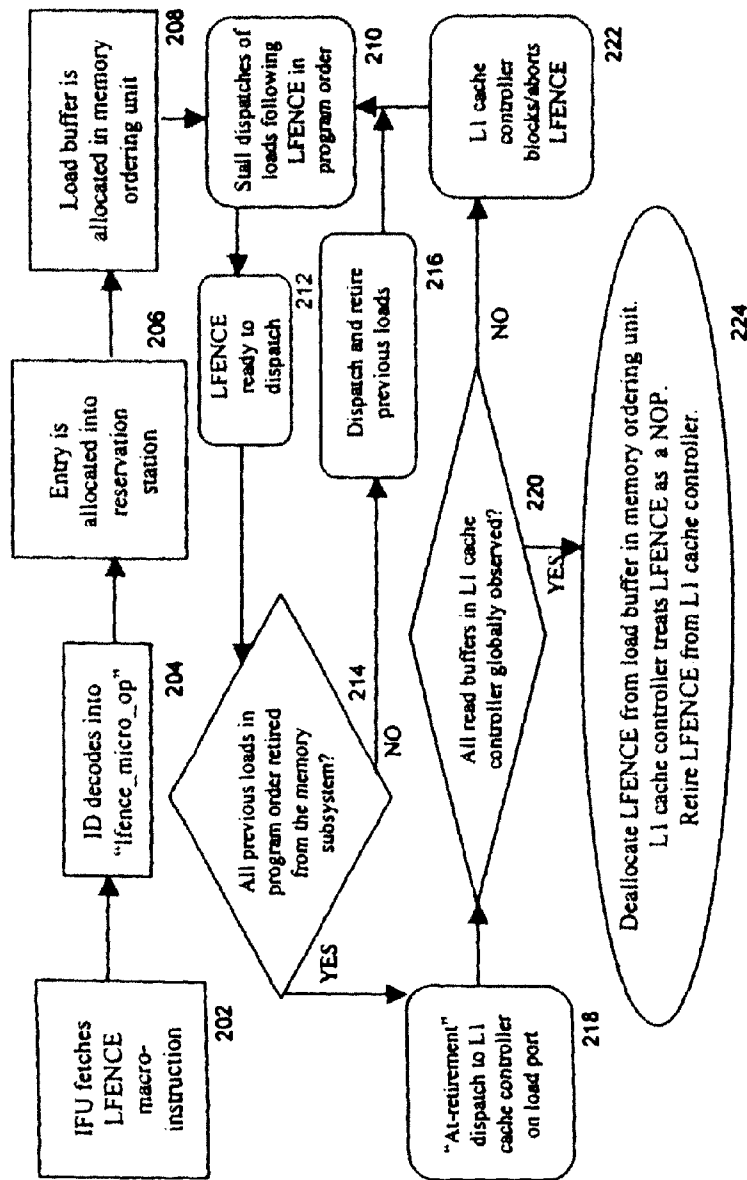 IFU fetches
LFENCE
macro-
instruction
202
ID decodes into
"lfence_micro_op"
204
Entry is
allocated into
reservation
station
206
Load buffer is
allocated in memory
ordering unit
208
Stall dispatches of
loads following
LFENCE in
program order
210
LFENCE
ready to
dispatch
212
All previous loads in
program order retired
from the memory
subsystem?
214
NO
YES
Dispatch and retire
previous loads
216
"At-retirement"
dispatch to L1
cache controller
on load port
218
All read buffers in L1 cache
controller globally observed?
220
NO
YES
L1 cache
controller
blocks/aborts
LFENCE
222
Deallocate LFENCE from load buffer in memory ordering unit.
L1 cache controller treats LFENCE as a NOP.
Retire LFENCE from L1 cache controller.
224